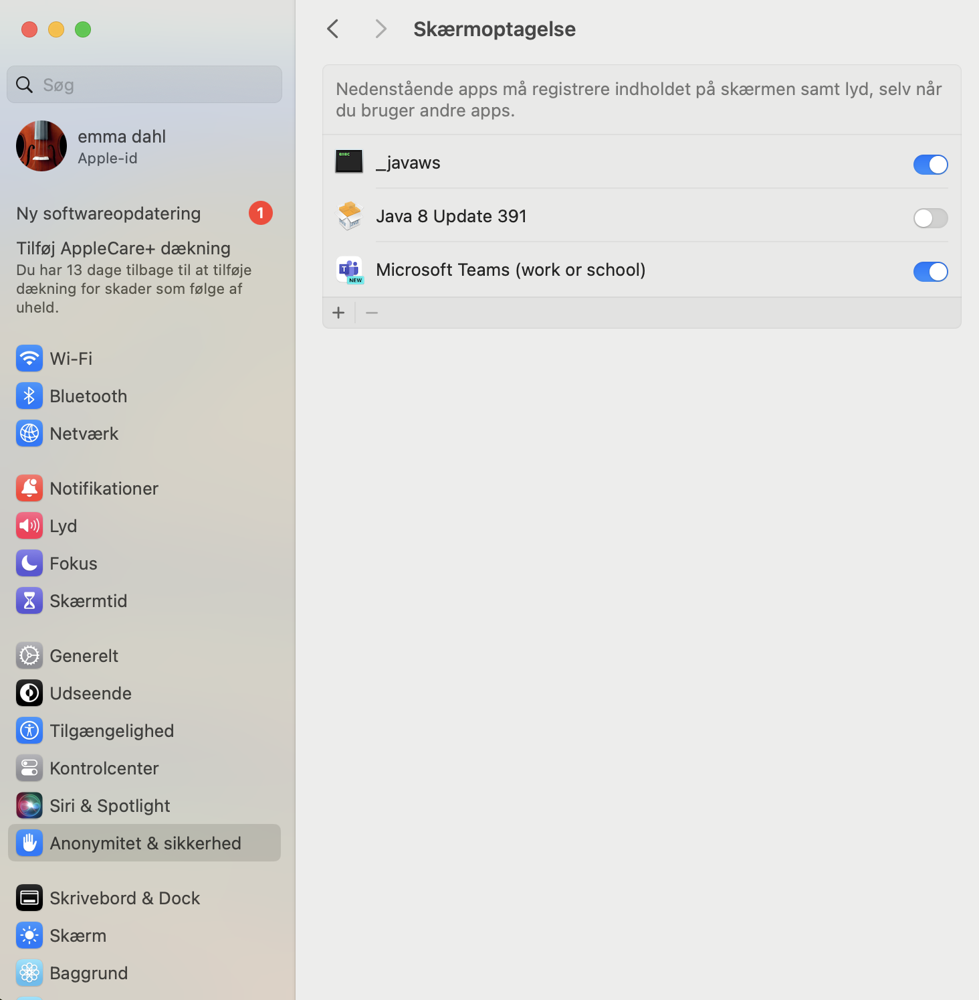 Søg
emma dahl
Apple-id
Ny softwareopdatering
1
Tilføj AppleCare+ dækning
Du har 13 dage tilbage til at tilføje
dækning for skader som følge af
uheld.
Wi-Fi
Bluetooth
Netværk
Notifikationer
Lyd
Fokus
Skærmtid
Generelt
Udseende
Tilgængelighed
Kontrolcenter
Siri & Spotlight
Anonymitet & sikkerhed
Skrivebord & Dock
Skærm
Baggrund
Skærmoptagelse
Nedenstående apps må registrere indholdet på skærmen samt lyd, selv når
du bruger andre apps.
exec
_javaws
Java 8 Update 391
T
NEW
Microsoft Teams (work or school)